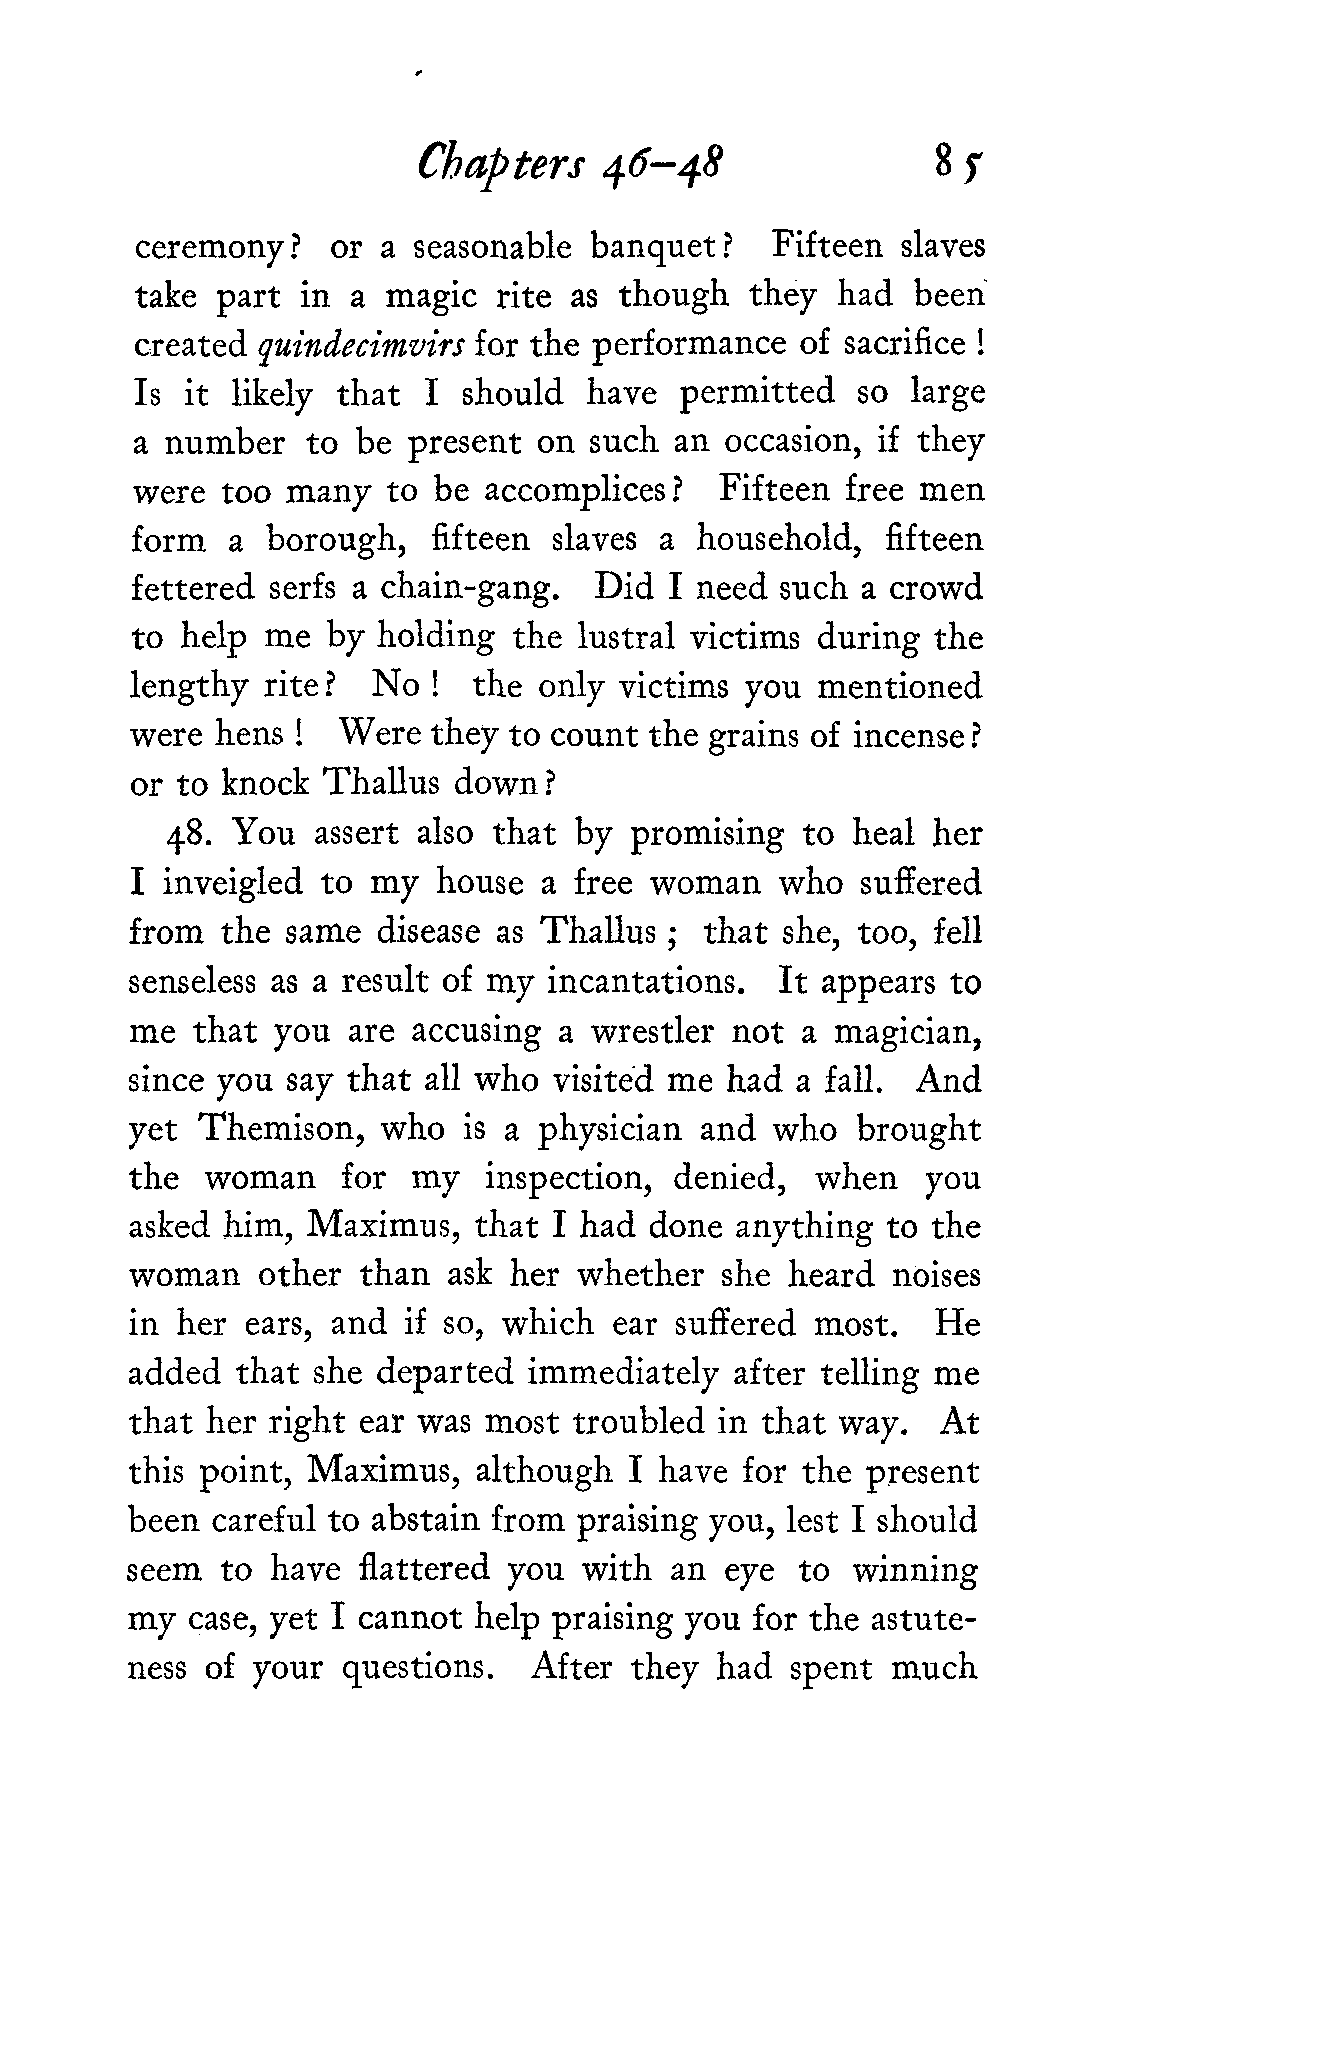 Chapters 46–48 85
ceremony? or a seasonable banquet? Fifteen slaves
take part in a magic rite as though they had been
created quindecimvirs for the performance of sacrifice!
Is it likely that I should have permitted so large
a number to be present on such an occasion, if they
were too many to be accomplices? Fifteen free men
form a borough, fifteen slaves a household, fifteen
fettered serfs a chain-gang. Did I need such a crowd
to help me by holding the lustral victims during the
lengthy rite? No! the only victims you mentioned
were hens! Were they to count the grains of incense?
or to knock Thallus down?
48. You assert also that by promising to heal her
I inveigled to my house a free woman who suffered
from the same disease as Thallus; that she, too, fell
senseless as a result of my incantations. It appears to
me that you are accusing a wrestler not a magician,
since you say that all who visited me had a fall. And
yet Themison, who is a physician and who brought
the woman for my inspection, denied, when you
asked him, Maximus, that I had done anything to the
woman other than ask her whether she heard noises
in her ears, and if so, which ear suffered most. He
added that she departed immediately after telling me
that her right ear was most troubled in that way. At
this point, Maximus, although I have for the present
been careful to abstain from praising you, lest I should
seem to have flattered you with an eye to winning
my case, yet I cannot help praising you for the astute-
ness of your questions. After they had spent much